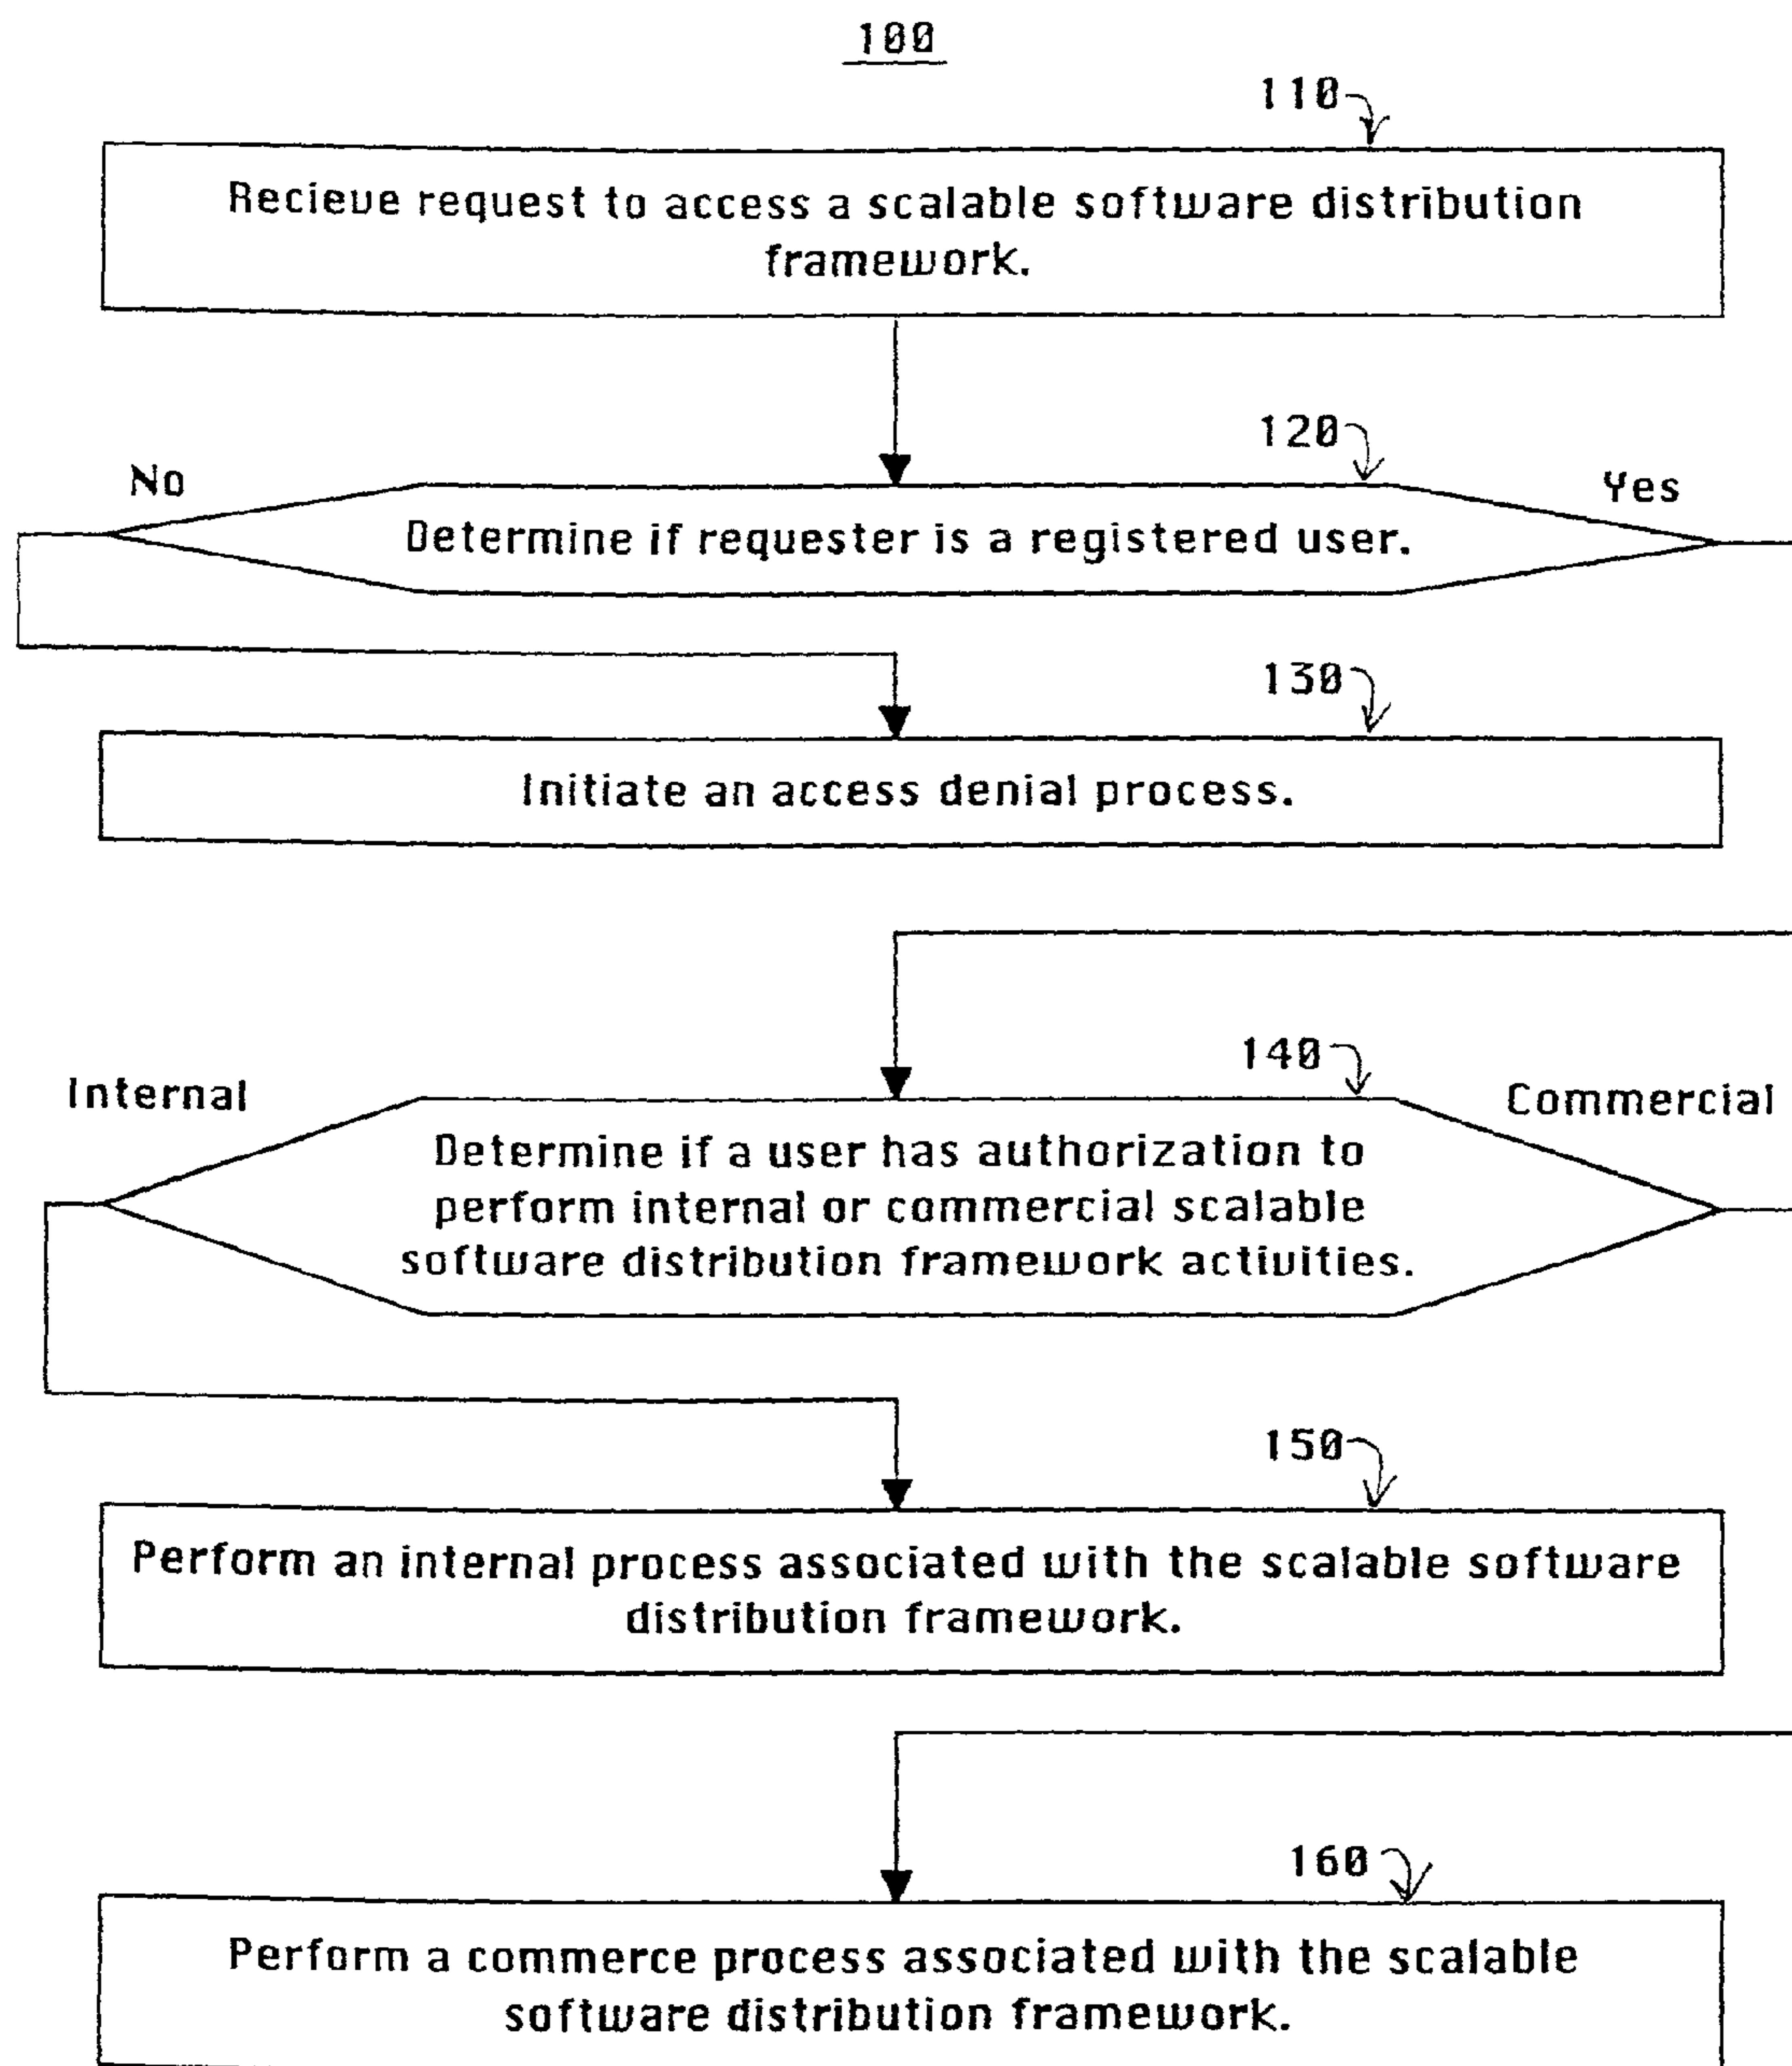 100
110
Recieve request to access a scalable software distribution
framework.
120
No
Yes
Determine if requester is a registered user.
130
Initiate an access denial process.
140
Internal
Commercial
Determine if a user has authorization to
perform internal or commercial scalable
software distribution framework activities.
150
Perform an internal process associated with the scalable software
distribution framework.
160
Perform a commerce process associated with the scalable
software distribution framework.